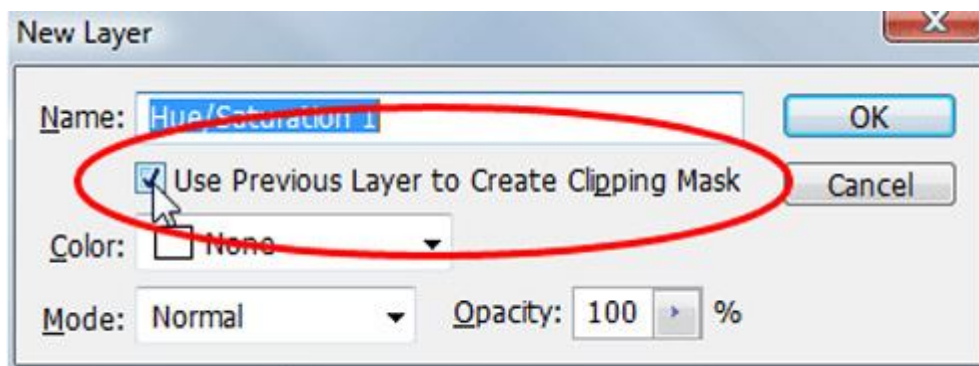 New Layer
Name: Hue/Saturation 1 OK
Use Previous Layer to Create Clipping Mask Cancel
Color: None
Mode: Normal Opacity: 100 %